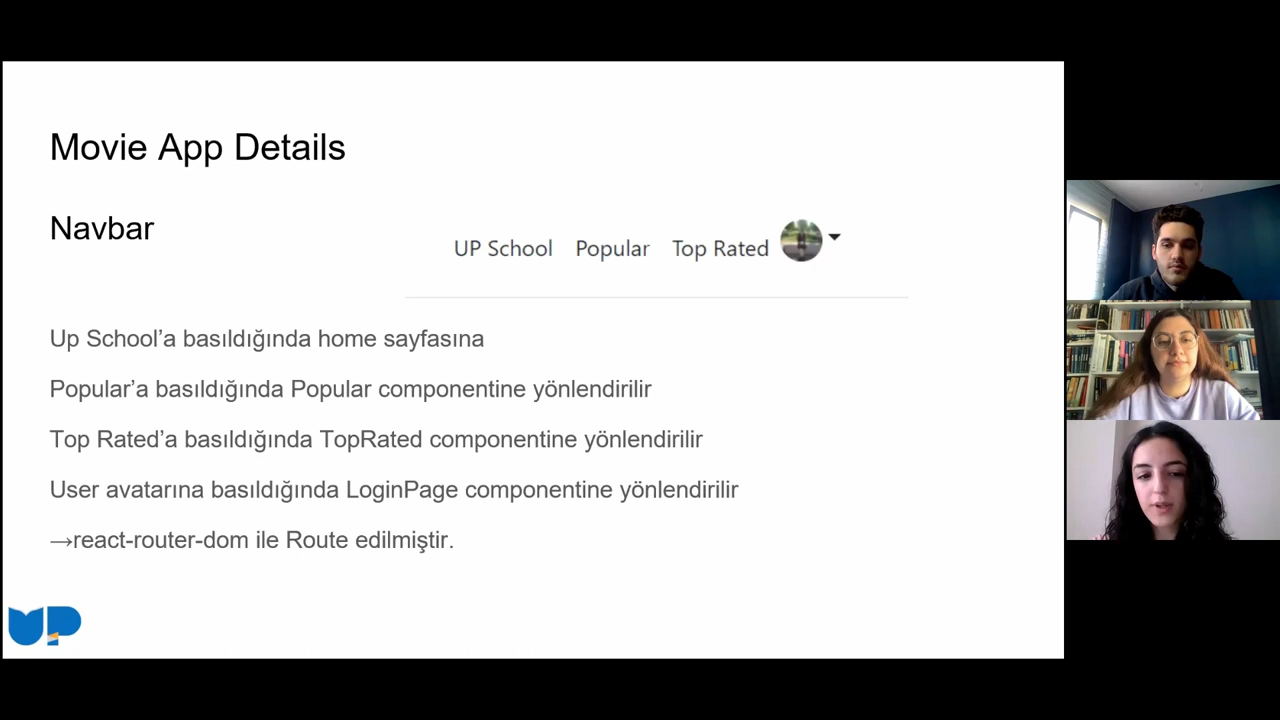 Movie App Details
Navbar
UP School Popular Top Rated
Up School’a basıldığında home sayfasına
Popular’a basıldığında Popular componentine yönlendirilir
Top Rated’a basıldığında TopRated componentine yönlendirilir
User avatarına basıldığında LoginPage componentine yönlendirilir
→react-router-dom ile Route edilmiştir.
UP